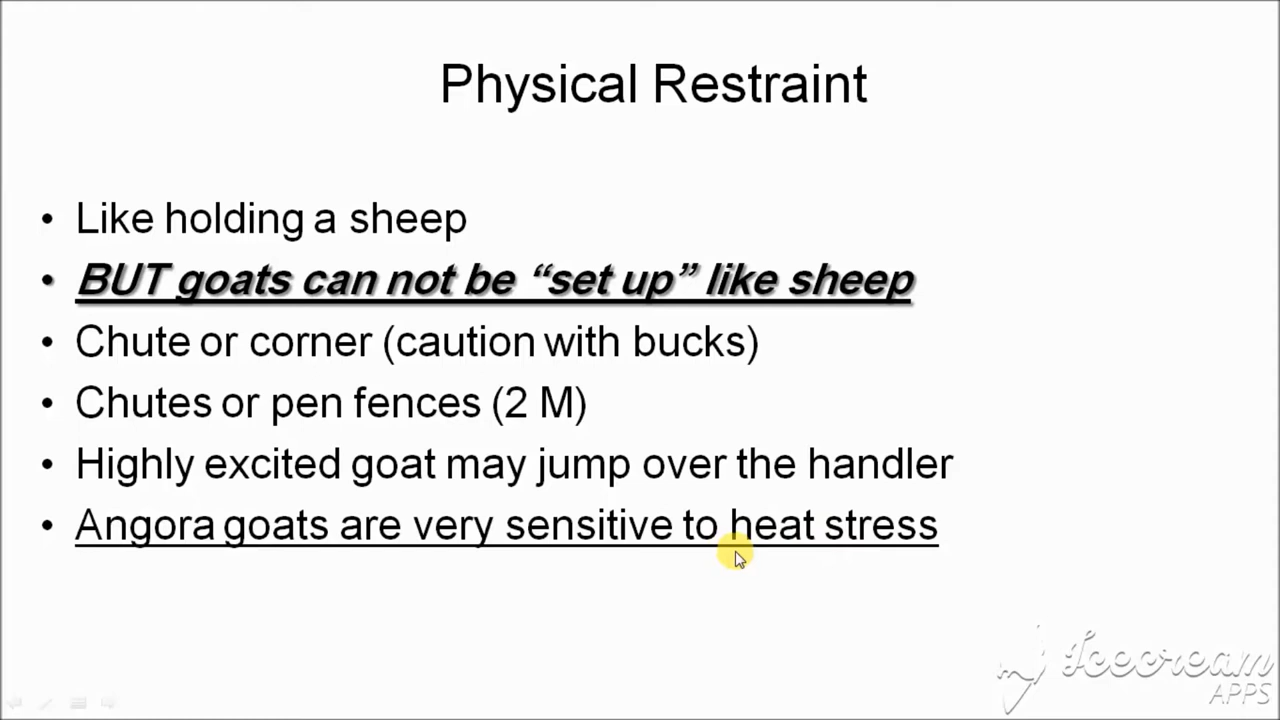 Physical Restraint
• Like holding a sheep
• BUT goats can not be “set up” like sheep
• Chute or corner (caution with bucks)
• Chutes or pen fences (2 M)
• Highly excited goat may jump over the handler
• Angora goats are very sensitive to heat stress
Icecream
APPS